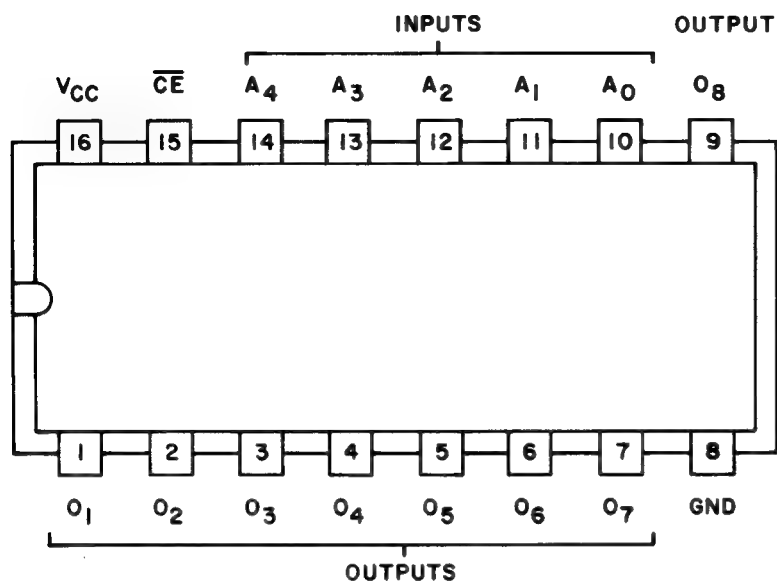 INPUTS OUTPUT
VCC CE A4 A3 A2 A1 A0 O8
16 15 14 13 12 11 10 9
1 2 3 4 5 6 7 8
O1 O2 O3 O4 O5 O6 O7 GND
OUTPUTS